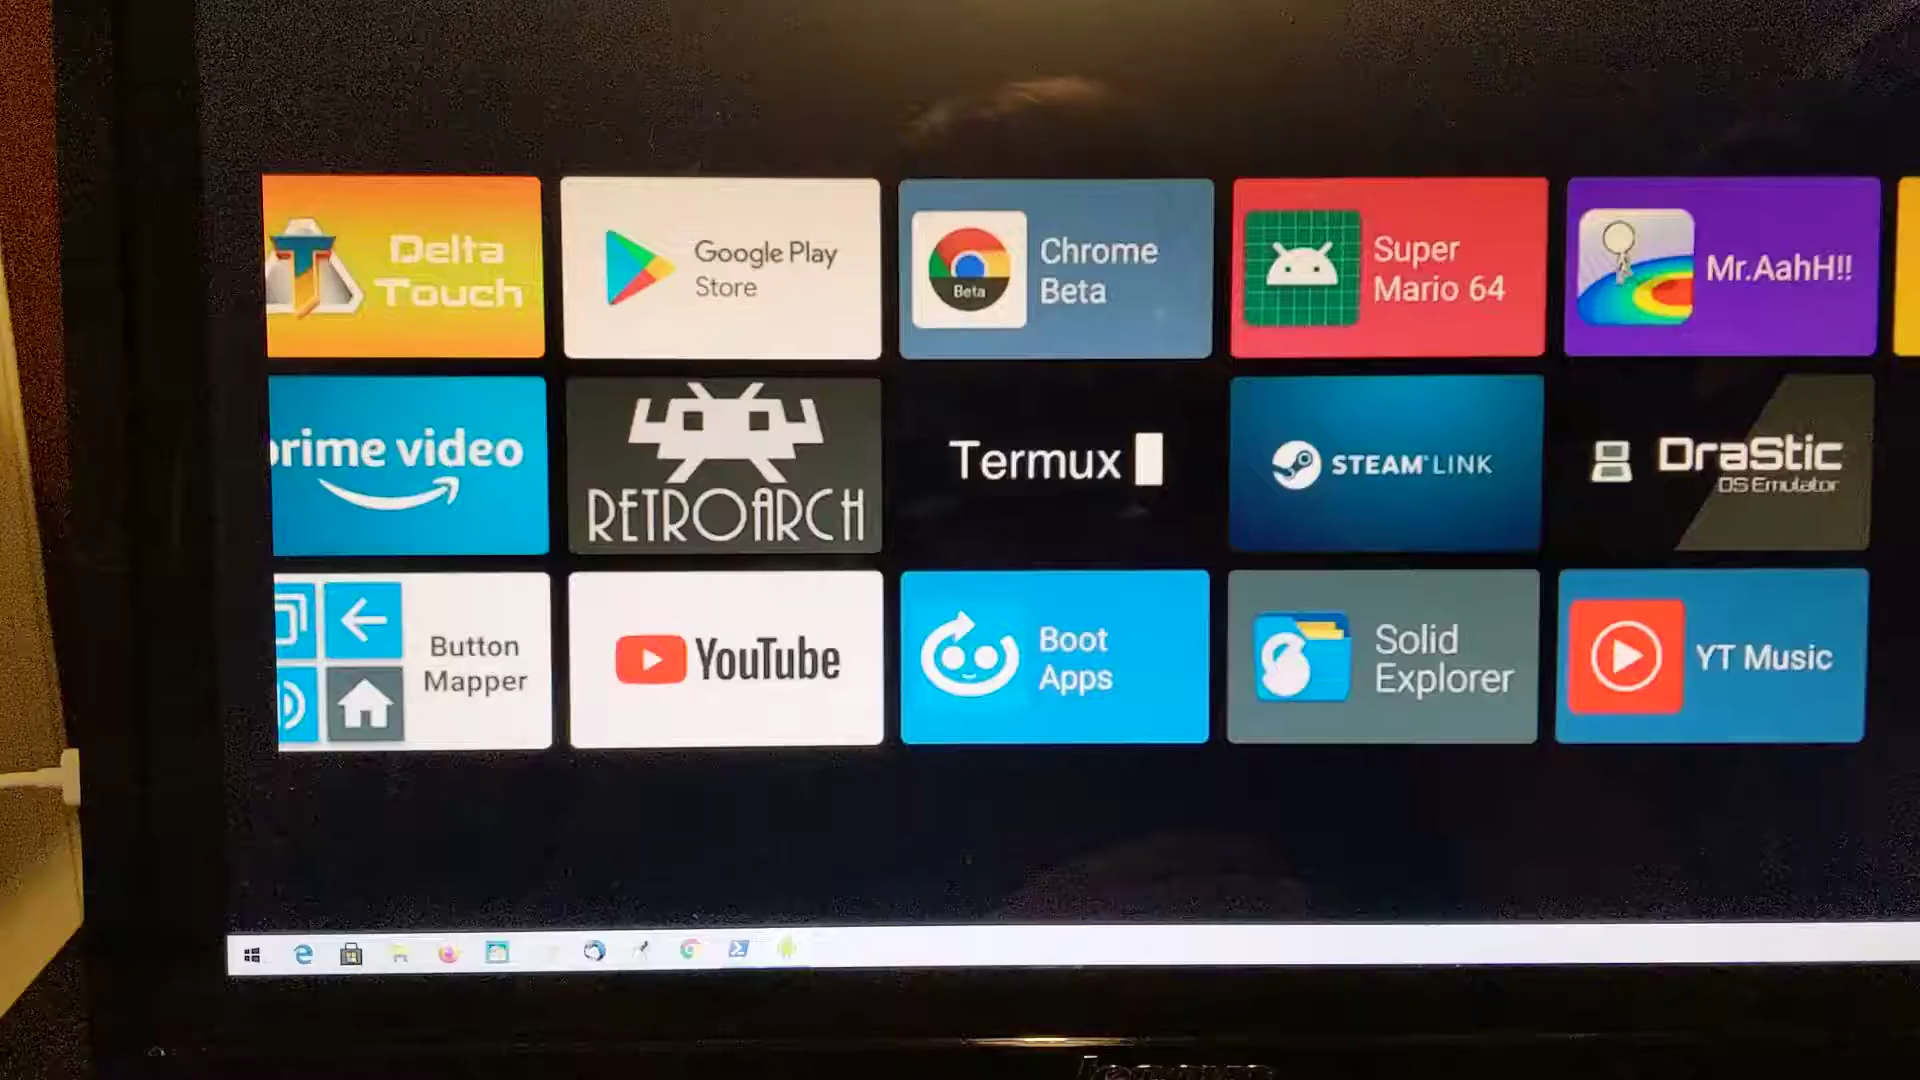 Delta
Touch
Google Play
Store
Beta
Chrome
Beta
Super
Mario 64
Mr.AahH!!
prime video
RETROARCH
Termux
STEAM LINK
DraStic
DS Emulator
Button
Mapper
YouTube
Boot
Apps
Solid
Explorer
YT Music